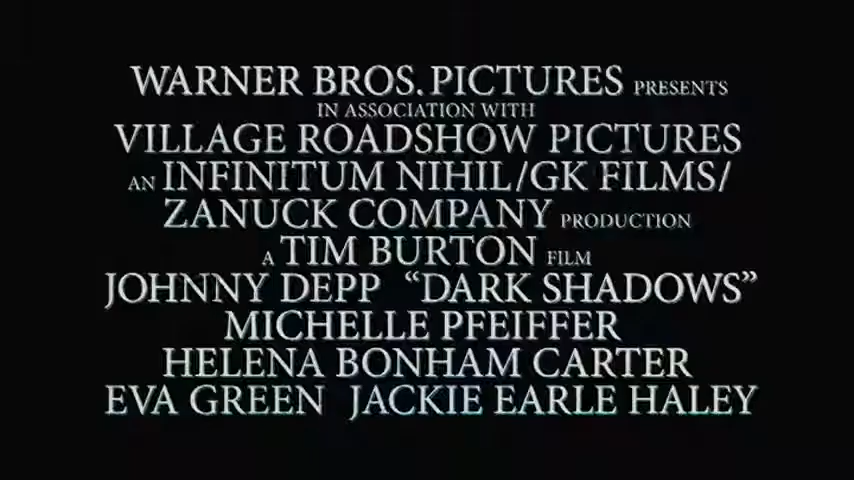 WARNER BROS. PICTURES PRESENTS
IN ASSOCIATION WITH
VILLAGE ROADSHOW PICTURES
AN INFINITUM NIHIL/GK FILMS/
ZANUCK COMPANY PRODUCTION
A TIM BURTON FILM
JOHNNY DEPP “DARK SHADOWS”
MICHELLE PFEIFFER
HELENA BONHAM CARTER
EVA GREEN JACKIE EARLE HALEY